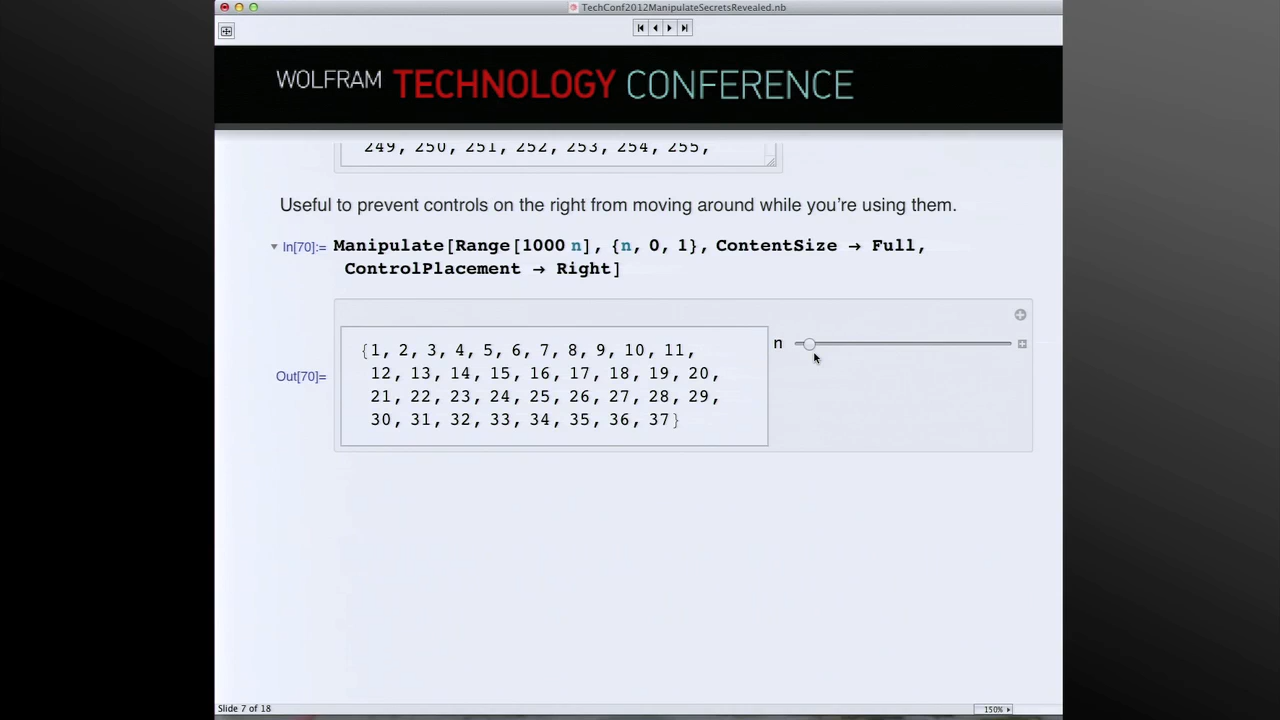 TechConf2012ManipulateSecretsRevealed.nb
WOLFRAM TECHNOLOGY CONFERENCE
249, 250, 251, 252, 253, 254, 255,
Useful to prevent controls on the right from moving around while you’re using them.
In[70]:= Manipulate[Range[1000 n], {n, 0, 1}, ContentSize → Full,
ControlPlacement → Right]
n
Out[70]= {1, 2, 3, 4, 5, 6, 7, 8, 9, 10, 11,
12, 13, 14, 15, 16, 17, 18, 19, 20,
21, 22, 23, 24, 25, 26, 27, 28, 29,
30, 31, 32, 33, 34, 35, 36, 37}
Slide 7 of 18
150%